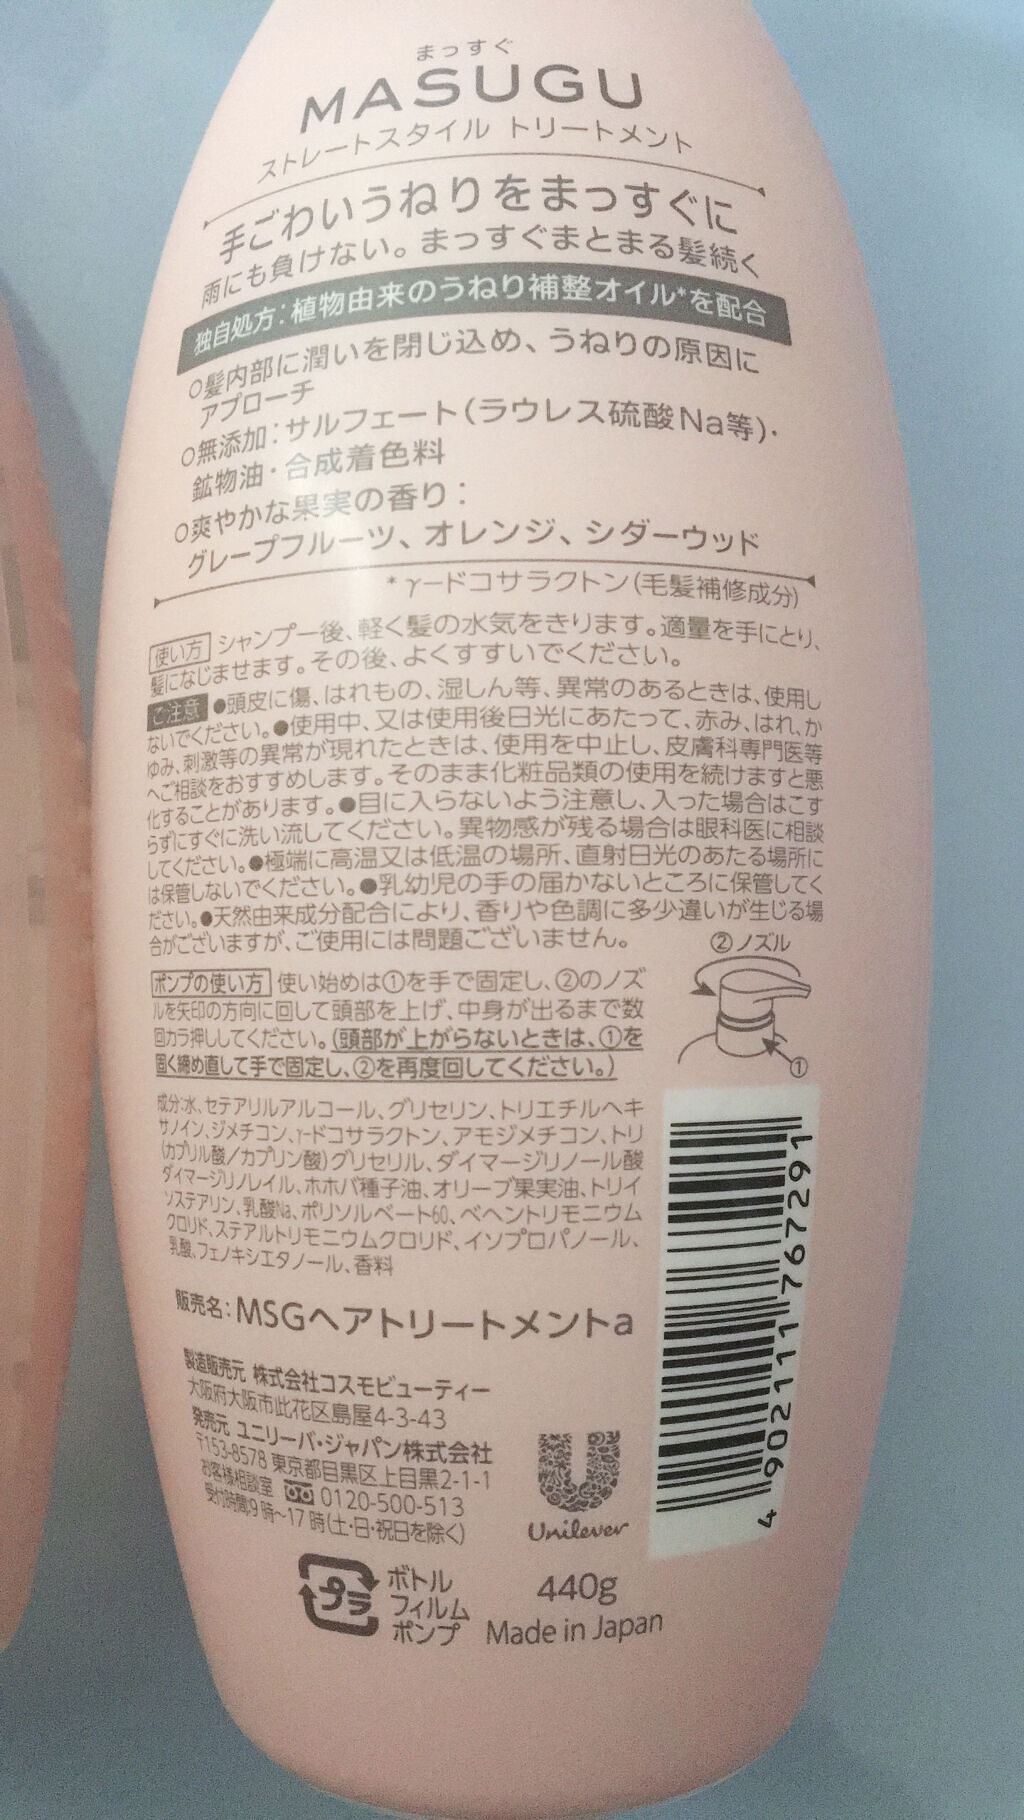 まっすぐ
MASUGU
ストレートスタイル トリートメント
手ごわいうねりをまっすぐに
雨にも負けない。まっすぐまとまる髪続く
独自処方:植物由来のうねり補整オイル*を配合
○髪内部に潤いを閉じ込め、うねりの原因に
アプローチ
○無添加:サルフェート(ラウレス硫酸Na等)・
鉱物油・合成着色料
○爽やかな果実の香り:
グレープフルーツ、オレンジ、シダーウッド
*γードコサラクトン(毛髪補修成分)
使い方 シャンプー後、軽く髪の水気をきります。適量を手にとり、
髪になじませます。その後、よくすすいでください。
ご注意 ●頭皮に傷、はれもの、湿しん等、異常のあるときは、使用し
ないでください。●使用中、又は使用後日光にあたって、赤み、はれ、か
ゆみ、刺激等の異常が現れたときは、使用を中止し、皮膚科専門医等
へご相談をおすすめします。そのまま化粧品類の使用を続けますと悪
化することがあります。●目に入らないよう注意し、入った場合はこす
らずにすぐに洗い流してください。異物感が残る場合は眼科医に相談
してください。●極端に高温又は低温の場所、直射日光のあたる場所に
は保管しないでください。●乳幼児の手の届かないところに保管してく
ださい。●天然由来成分配合により、香りや色調に多少違いが生じる場
合がございますが、ご使用には問題ございません。
②ノズル
ポンプの使い方 使い始めは①を手で固定し、②のノズ
ルを矢印の方向に回して頭部を上げ、中身が出るまで数
回カラ押ししてください。(頭部が上がらないときは、①を
固く締め直して手で固定し、②を再度回してください。)
①
成分:水、セテアリルアルコール、グリセリン、トリエチルヘキ
サノイン、ジメチコン、γ-ドコサラクトン、アモジメチコン、トリ
(カプリル酸/カプリン酸)グリセリル、ダイマージリノール酸
ダイマージリノレイル、ホホバ種子油、オリーブ果実油、トリイ
ソステアリン、乳酸Na、ポリソルベート60、ベヘントリモニウム
クロリド、ステアルトリモニウムクロリド、イソプロパノール、
乳酸、フェノキシエタノール、香料
販売名:MSGヘアトリートメントa
製造販売元 株式会社コスモビューティー
大阪府大阪市此花区島屋4-3-43
発売元 ユニリーバ・ジャパン株式会社
〒153-8578 東京都目黒区上目黒2-1-1
お客様相談室 0120-500-513
受付時間:9時〜17時(土・日・祝日を除く)
Unilever
4 902111 767291
プラ
ボトル
フィルム
ポンプ
440g
Made in Japan